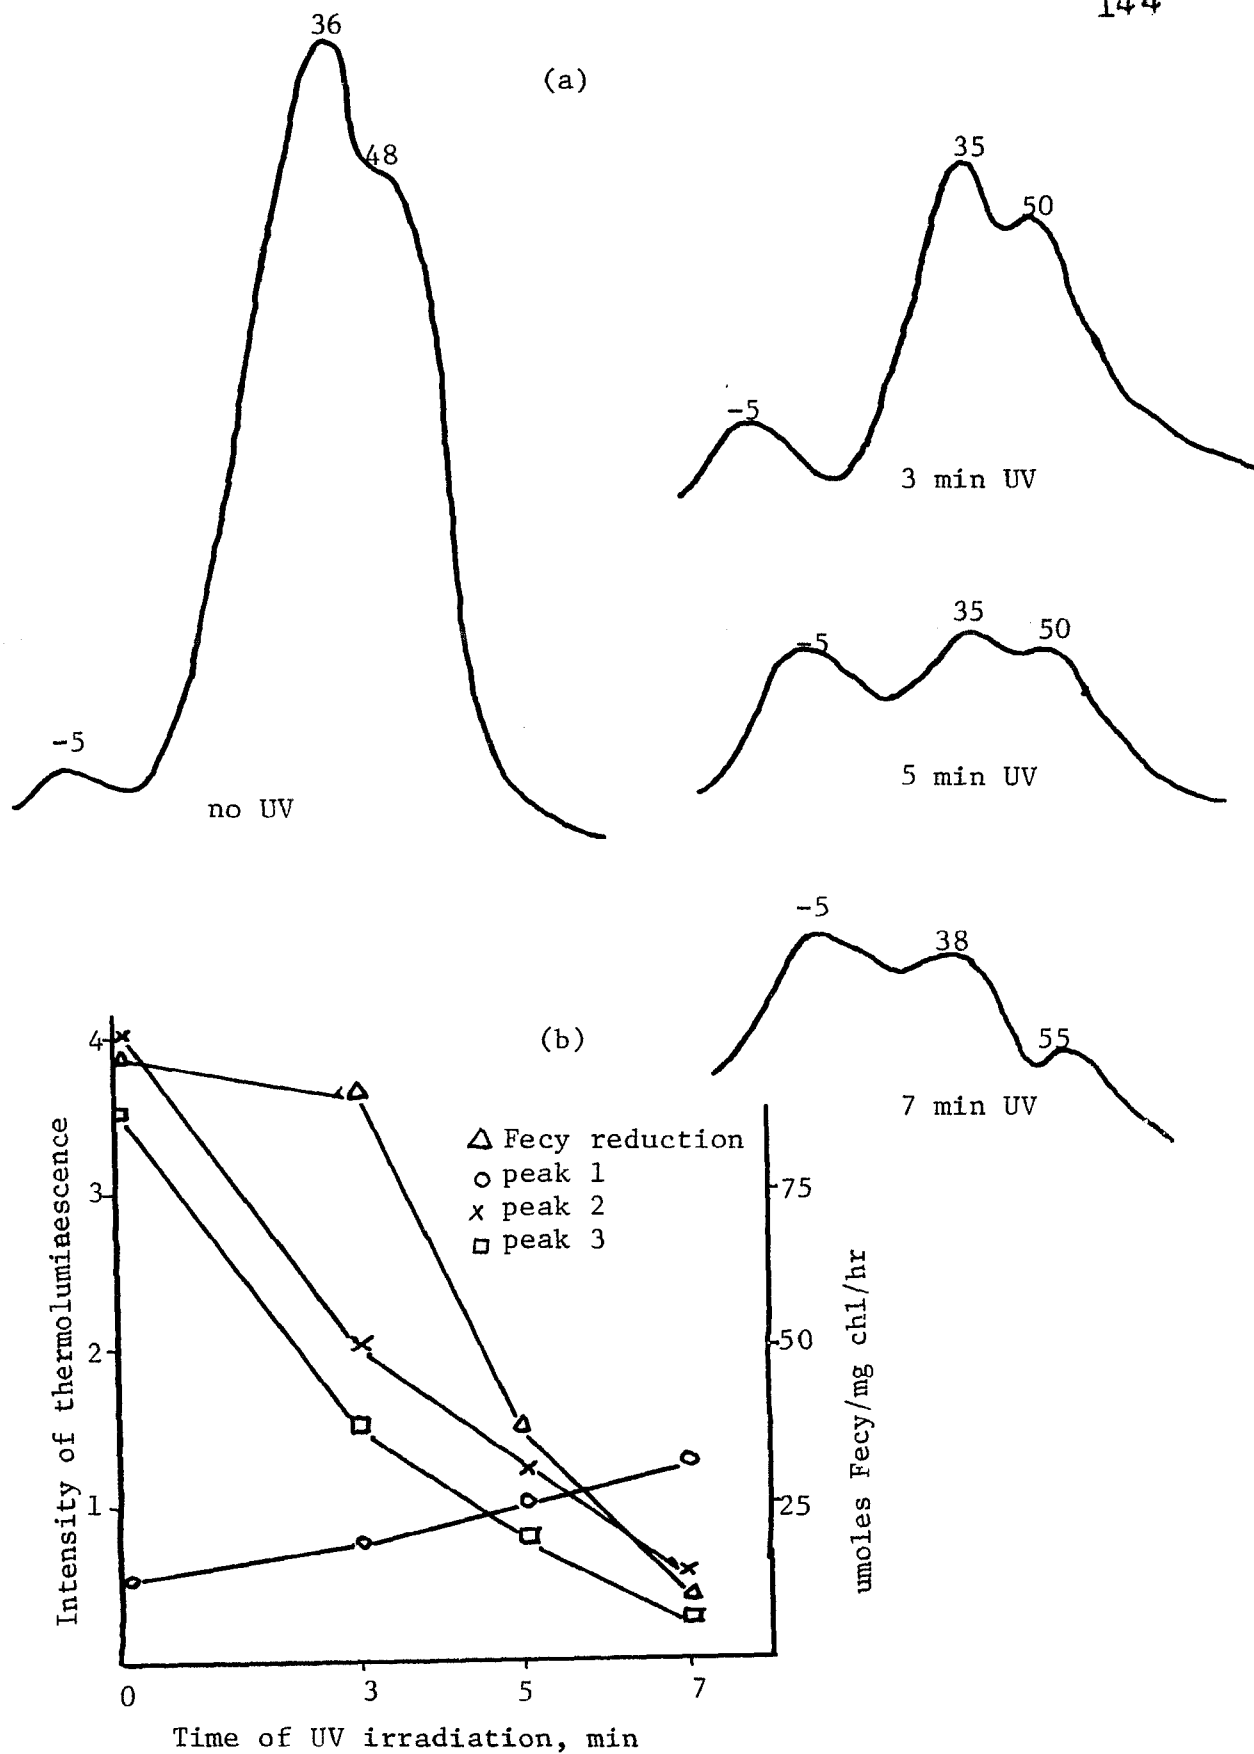 144
36
(a)
48
35
50
-5
3 min UV
35
50
-5
-5
5 min UV
no UV
-5
38
4
(b)
55
7 min UV
Fecy reduction
peak 1
peak 2
peak 3
3
75
2
50
1
25
Intensity of thermoluminescence
umoles Fecy/mg chl/hr
0
3
5
7
Time of UV irradiation, min